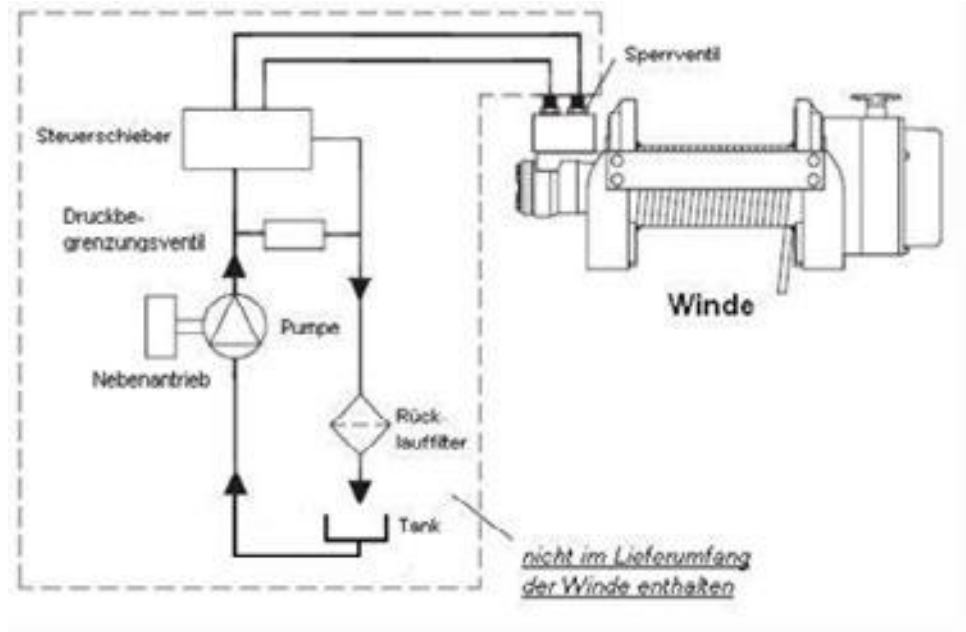 Sperrventil
Steuerschieber
Druckbe-
grenzungsventil
Winde
Pumpe
Nebenantrieb
Rück-
lauffilter
Tank
nicht im Lieferumfang
der Winde enthalten